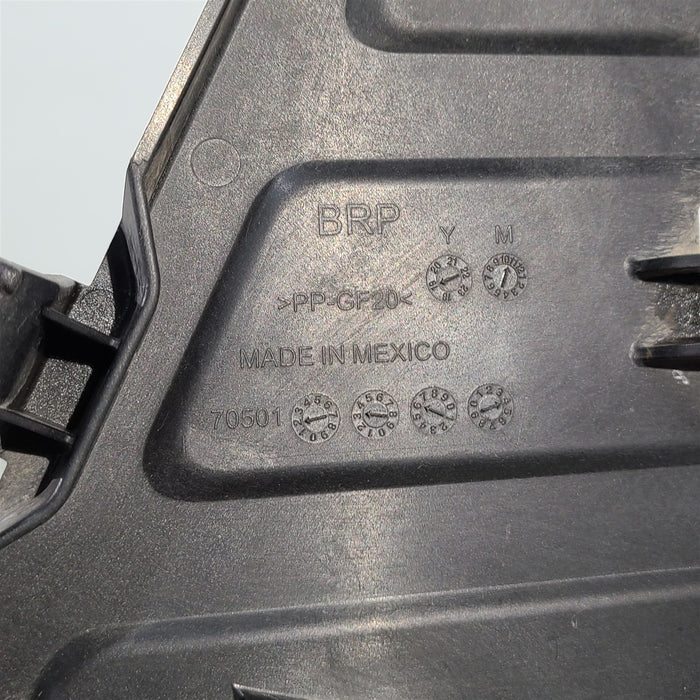 BRP
Y M
>PP-GF20<
MADE IN MEXICO
70501